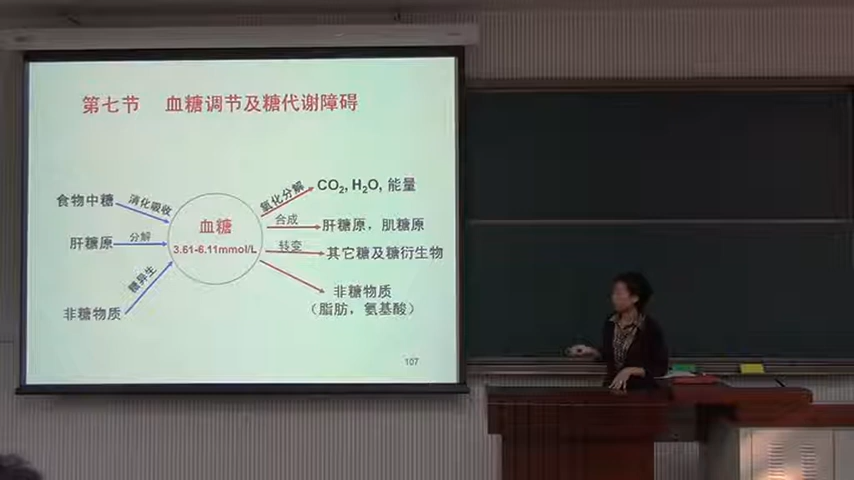 第七节 血糖调节及糖代谢障碍
食物中糖
消化吸收
肝糖原
分解
非糖物质
糖异生
血糖
3.61-6.11mmol/L
氧化分解
CO2, H2O, 能量
合成
肝糖原，肌糖原
转变
其它糖及糖衍生物
非糖物质
（脂肪，氨基酸）
107